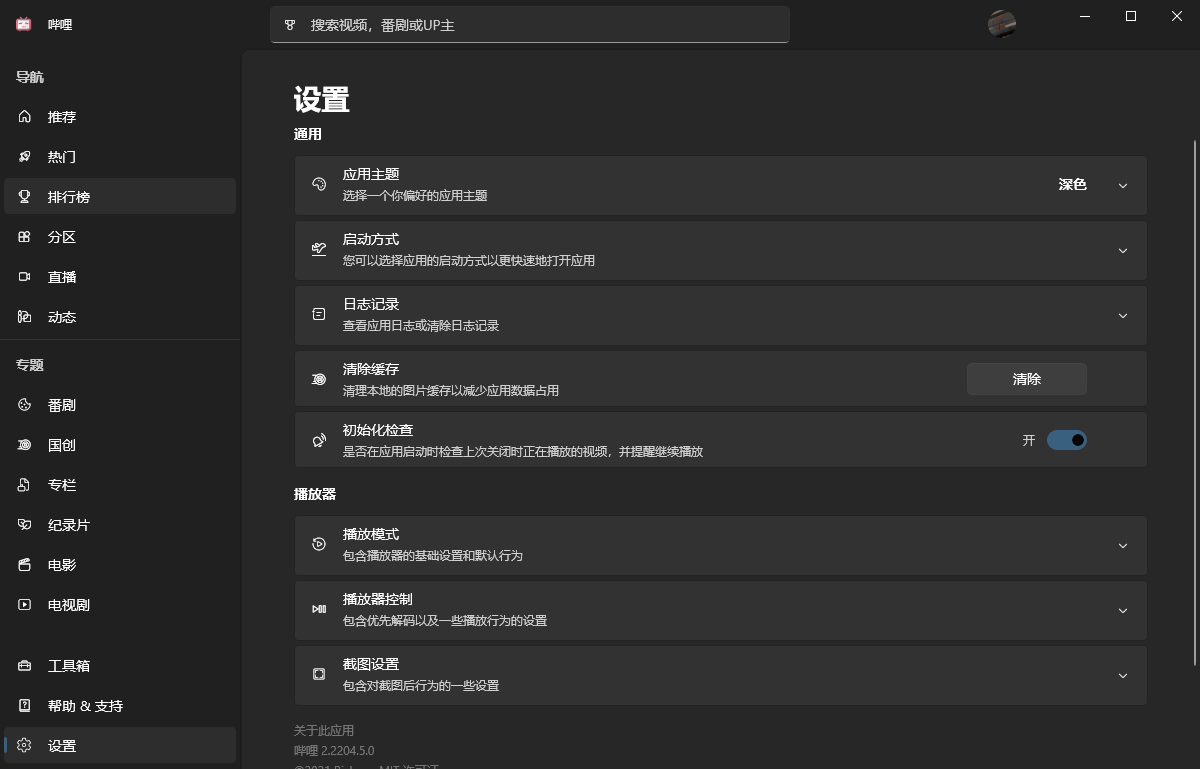 哔哩
搜索视频，番剧或UP主
导航
推荐
热门
排行榜
分区
直播
动态
专题
番剧
国创
专栏
纪录片
电影
电视剧
工具箱
帮助 & 支持
设置
设置
通用
应用主题
选择一个你偏好的应用主题
深色
启动方式
您可以选择应用的启动方式以更快速地打开应用
日志记录
查看应用日志或清除日志记录
清除缓存
清理本地的图片缓存以减少应用数据占用
清除
初始化检查
是否在应用启动时检查上次关闭时正在播放的视频，并提醒继续播放
开
播放器
播放模式
包含播放器的基础设置和默认行为
播放器控制
包含优先解码以及一些播放行为的设置
截图设置
包含对截图后行为的一些设置
关于此应用
哔哩 2.2204.5.0